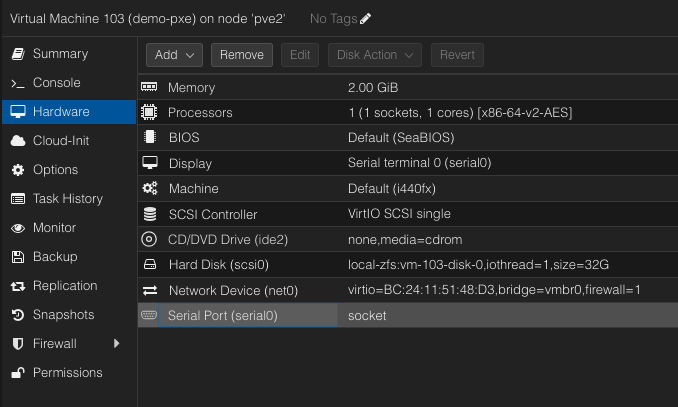 Virtual Machine 103 (demo-pxe) on node 'pve2' No Tags
Summary
Console
Hardware
Cloud-Init
Options
Task History
Monitor
Backup
Replication
Snapshots
Firewall
Permissions
Add Remove Edit Disk Action Revert
Memory 2.00 GiB
Processors 1 (1 sockets, 1 cores) [x86-64-v2-AES]
BIOS Default (SeaBIOS)
Display Serial terminal 0 (serial0)
Machine Default (i440fx)
SCSI Controller VirtIO SCSI single
CD/DVD Drive (ide2) none,media=cdrom
Hard Disk (scsi0) local-zfs:vm-103-disk-0,iothread=1,size=32G
Network Device (net0) virtio=BC:24:11:51:48:D3,bridge=vmbr0,firewall=1
Serial Port (serial0) socket